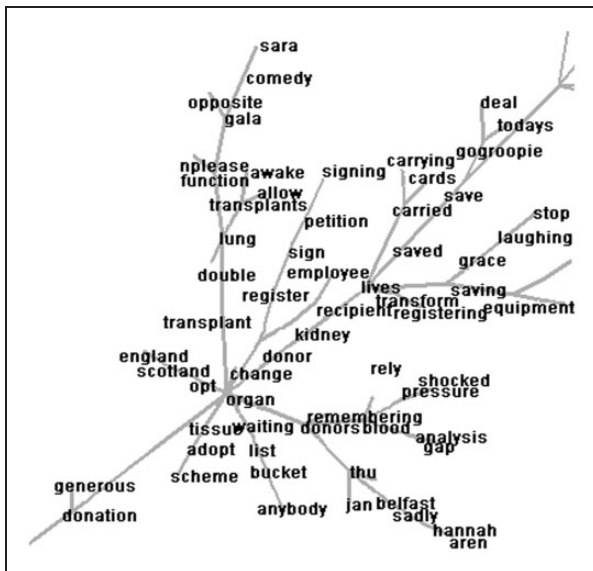 sara
comedy
opposite
gala
deal
todays
gogroopie
nplease
function
awake
allow
transplants
signing
carrying
cards
save
carried
petition
stop
laughing
lung
sign
saved
grace
double
employee
lives
saving
register
transform
equipment
recipient
registering
transplant
kidney
england
scotland
opt
donor
change
rely
shocked
pressure
organ
remembering
tissue
waiting
donors
blood
analysis
gap
adopt
list
scheme
bucket
thu
generous
donation
anybody
jan
belfast
sadly
hannah
aren